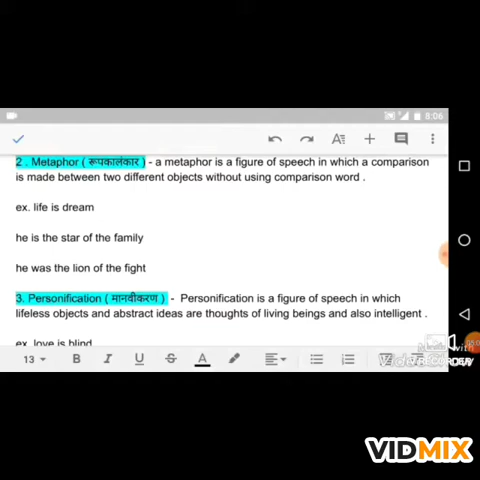 8:06
2 . Metaphor ( रूपकालंकार ) - a metaphor is a figure of speech in which a comparison
is made between two different objects without using comparison word .
ex. life is dream
he is the star of the family
he was the lion of the fight
3. Personification ( मानवीकरण ) - Personification is a figure of speech in which
lifeless objects and abstract ideas are thoughts of living beings and also intelligent .
ex. love is blind
13 B I U S A
with
VIDMIX